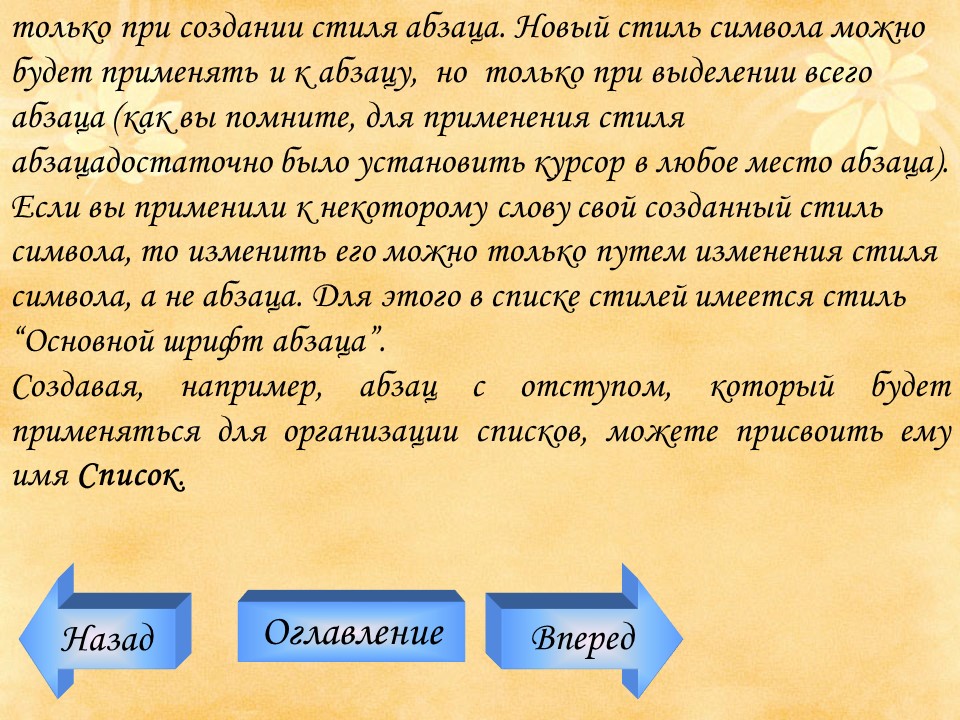 только при создании стиля абзаца. Новый стиль символа можно
будет применять и к абзацу, но только при выделении всего
абзаца (как вы помните, для применения стиля
абзацадостаточно было установить курсор в любое место абзаца).
Если вы применили к некоторому слову свой созданный стиль
символа, то изменить его можно только путем изменения стиля
символа, а не абзаца. Для этого в списке стилей имеется стиль
“Основной шрифт абзаца”.
Создавая, например, абзац с отступом, который будет
применяться для организации списков, можете присвоить ему
имя Список.
Назад
Оглавление
Вперед